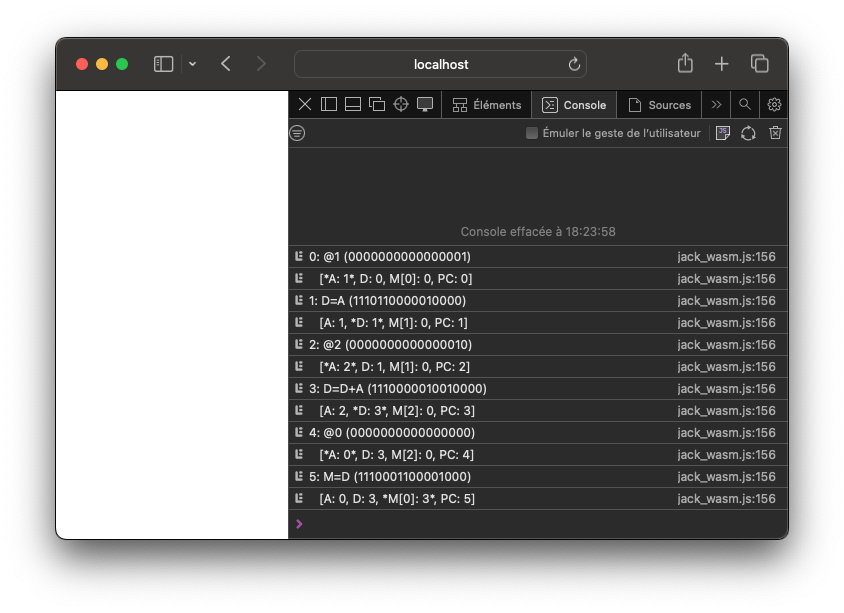 localhost
Éléments
Console
Sources
Émuler le geste de l’utilisateur
JS
Console effacée à 18:23:58
0: @1 (0000000000000001) jack_wasm.js:156
[*A: 1*, D: 0, M[0]: 0, PC: 0] jack_wasm.js:156
1: D=A (1110110000010000) jack_wasm.js:156
[A: 1, *D: 1*, M[1]: 0, PC: 1] jack_wasm.js:156
2: @2 (0000000000000010) jack_wasm.js:156
[*A: 2*, D: 1, M[1]: 0, PC: 2] jack_wasm.js:156
3: D=D+A (1110000010010000) jack_wasm.js:156
[A: 2, *D: 3*, M[2]: 0, PC: 3] jack_wasm.js:156
4: @0 (0000000000000000) jack_wasm.js:156
[*A: 0*, D: 3, M[2]: 0, PC: 4] jack_wasm.js:156
5: M=D (1110001100001000) jack_wasm.js:156
[A: 0, D: 3, *M[0]: 3*, PC: 5] jack_wasm.js:156